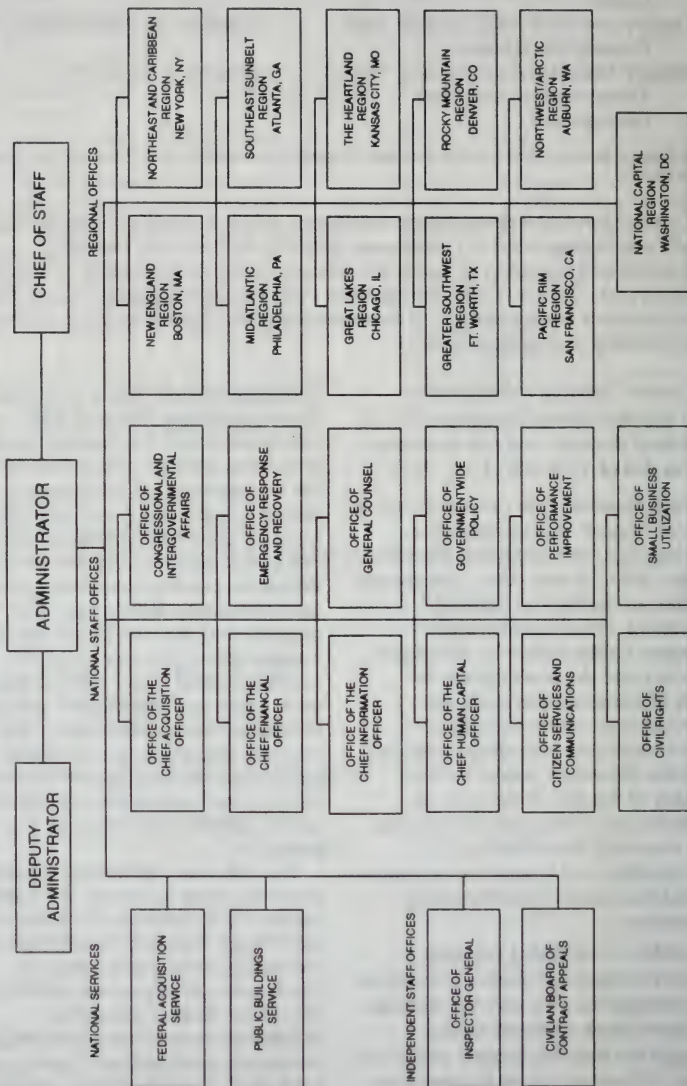 DEPUTY
ADMINISTRATOR
ADMINISTRATOR
CHIEF OF STAFF
NATIONAL SERVICES
FEDERAL ACQUISITION
SERVICE
PUBLIC BUILDINGS
SERVICE
INDEPENDENT STAFF OFFICES
OFFICE OF
INSPECTOR GENERAL
CIVILIAN BOARD OF
CONTRACT APPEALS
NATIONAL STAFF OFFICES
OFFICE OF THE
CHIEF ACQUISITION
OFFICER
OFFICE OF
CONGRESSIONAL AND
INTERGOVERNMENTAL
AFFAIRS
OFFICE OF THE
CHIEF FINANCIAL
OFFICER
OFFICE OF
EMERGENCY RESPONSE
AND RECOVERY
OFFICE OF THE
CHIEF INFORMATION
OFFICER
OFFICE OF
GENERAL COUNSEL
OFFICE OF THE
CHIEF HUMAN CAPITAL
OFFICER
OFFICE OF
GOVERNMENTWIDE
POLICY
OFFICE OF
CITIZEN SERVICES AND
COMMUNICATIONS
OFFICE OF
PERFORMANCE
IMPROVEMENT
OFFICE OF
CIVIL RIGHTS
OFFICE OF
SMALL BUSINESS
UTILIZATION
REGIONAL OFFICES
NEW ENGLAND
REGION
BOSTON, MA
NORTHEAST AND CARIBBEAN
REGION
NEW YORK, NY
MID-ATLANTIC
REGION
PHILADELPHIA, PA
SOUTHEAST SUNBELT
REGION
ATLANTA, GA
GREAT LAKES
REGION
CHICAGO, IL
THE HEARTLAND
REGION
KANSAS CITY, MO
GREATER SOUTHWEST
REGION
FT. WORTH, TX
ROCKY MOUNTAIN
REGION
DENVER, CO
PACIFIC RIM
REGION
SAN FRANCISCO, CA
NORTHWEST/ARCTIC
REGION
AUBURN, WA
NATIONAL CAPITAL
REGION
WASHINGTON, DC